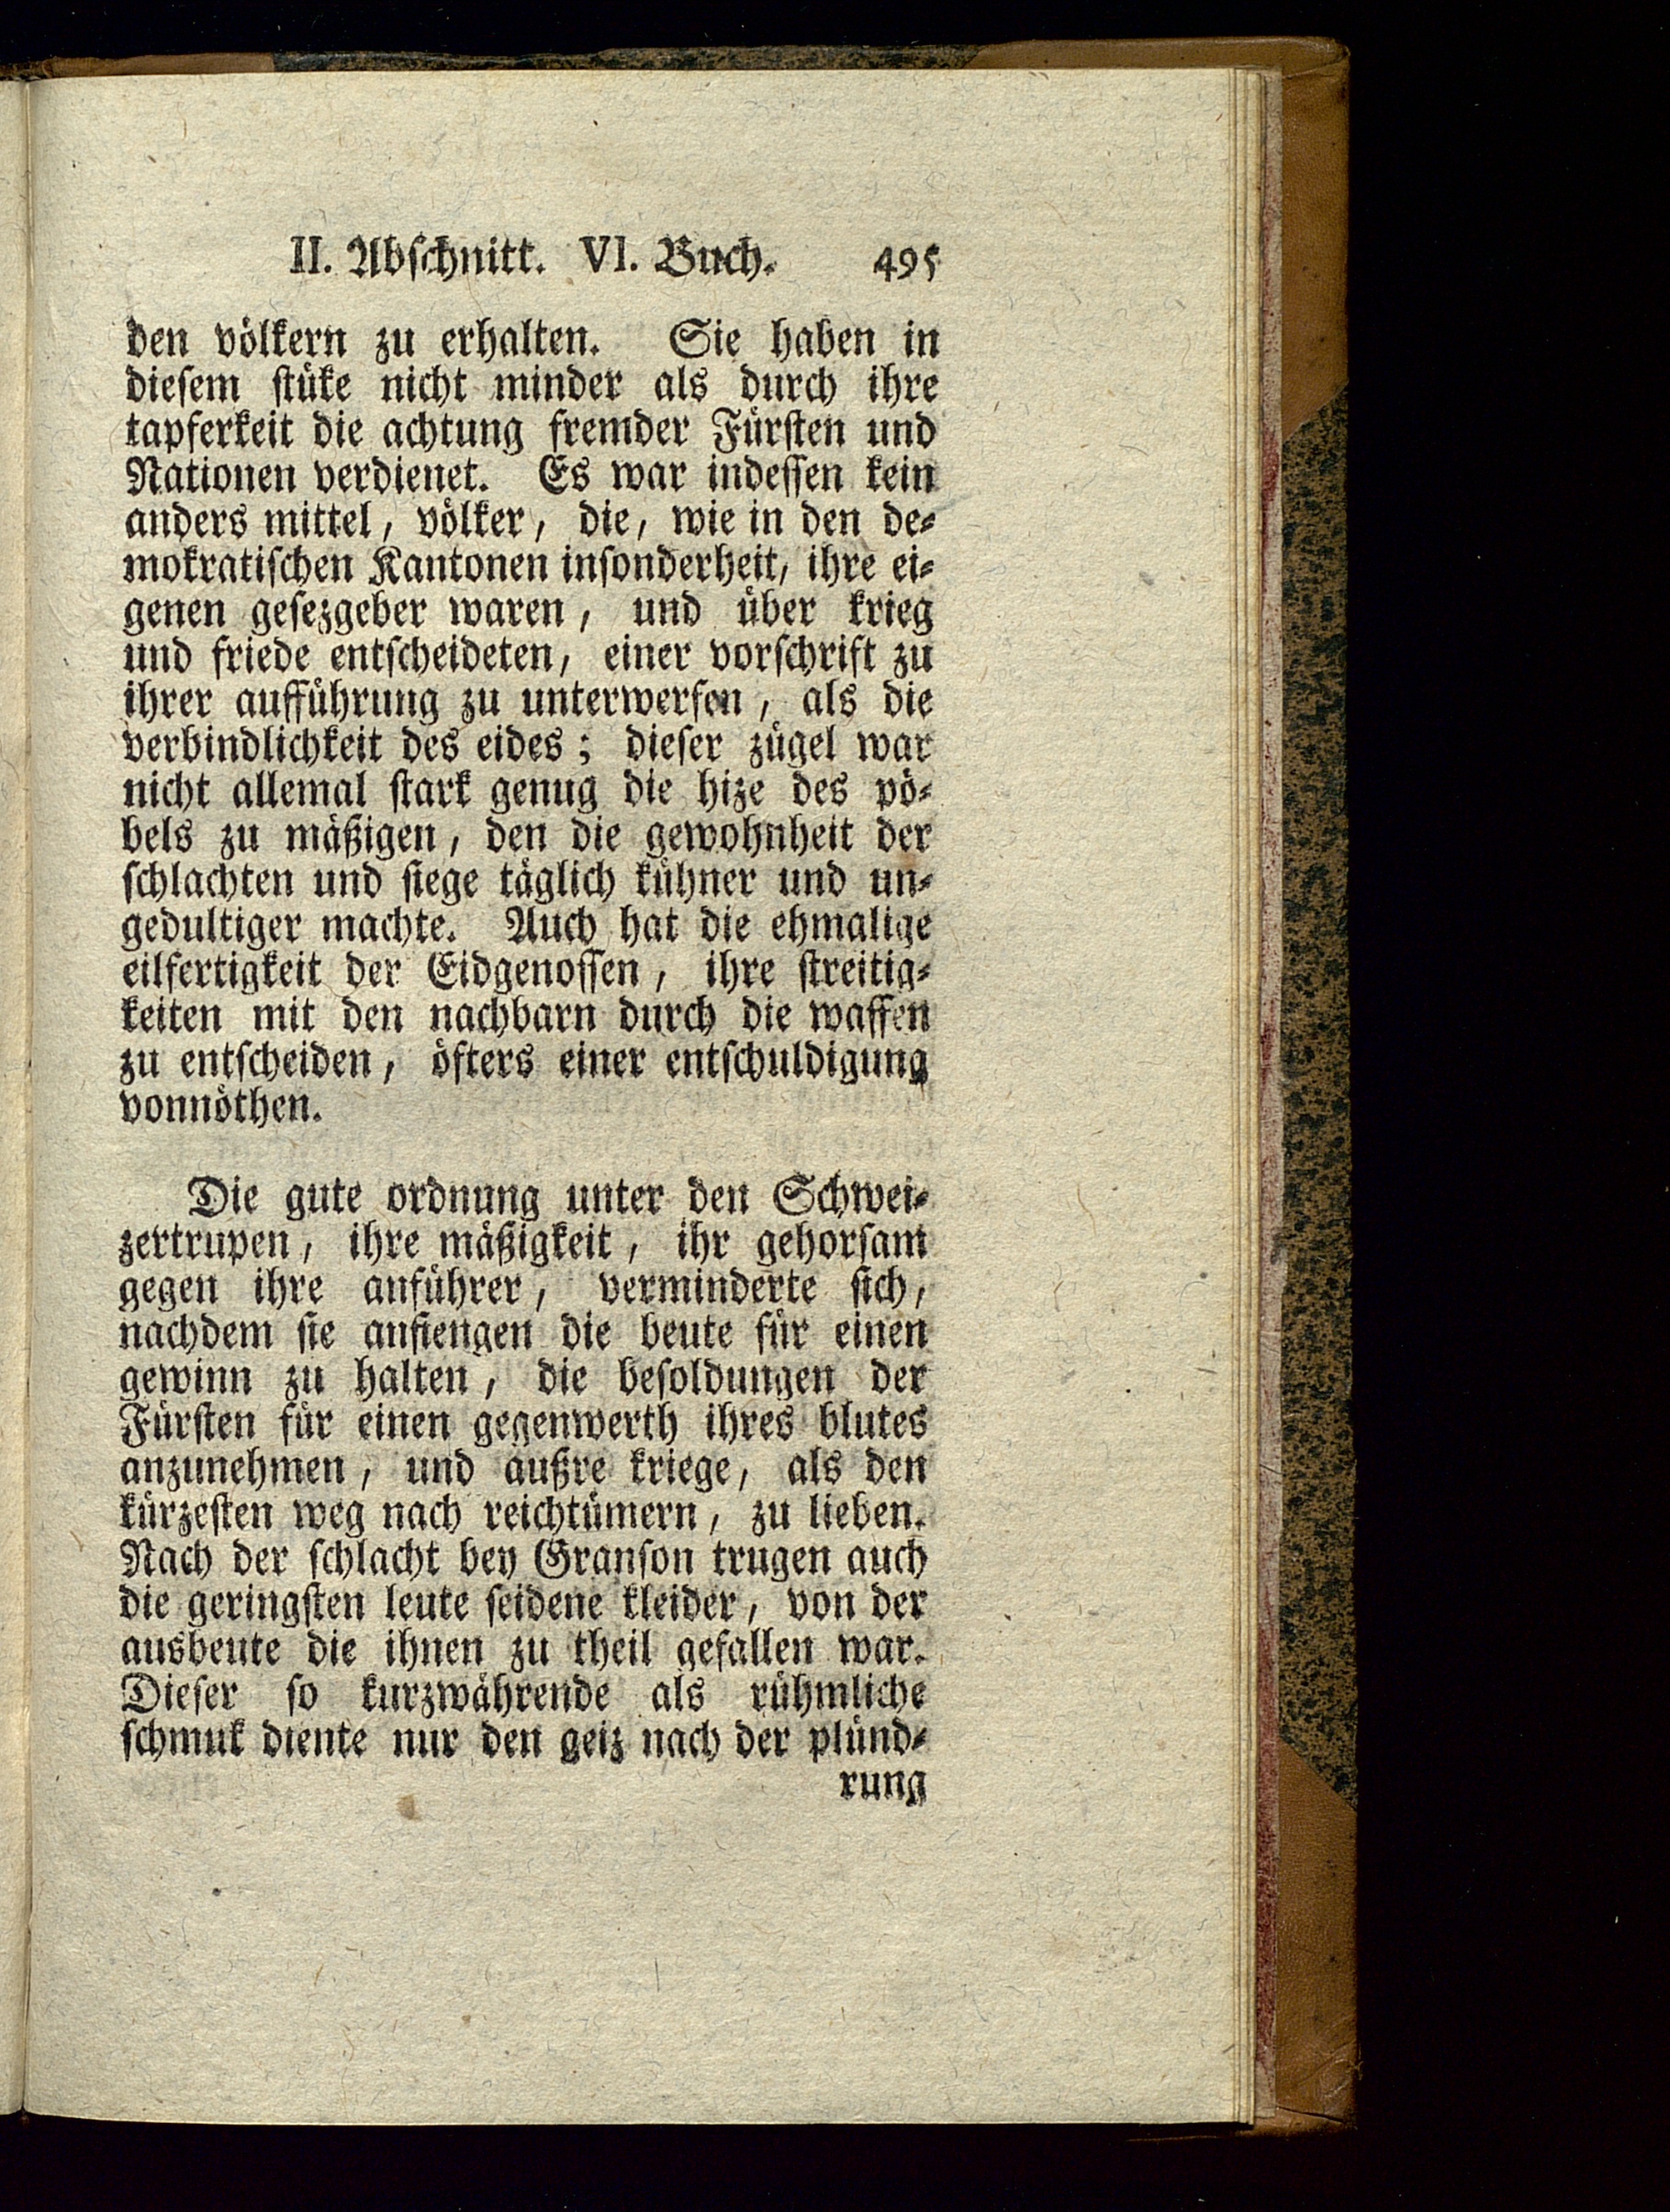 II. Abschnitt. VI. Buch. 495
den völkern zu erhalten. Sie haben in
diesem stüke nicht minder als durch ihre
tapferkeit die achtung fremder Fürsten und
Nationen verdienet. Es war indessen kein
anders mittel, völker, die, wie in den de-
mokratischen Kantonen insonderheit, ihre ei-
genen gesezgeber waren, und über krieg
und friede entscheideten, einer vorschrift zu
ihrer aufführung zu unterwerfen, als die
verbindlichkeit des eides; dieser zügel war
nicht allemal stark genug die hize des pö-
bels zu mäßigen, den die gewohnheit der
schlachten und siege täglich kühner und un-
gedultiger machte. Auch hat die ehmalige
eilfertigkeit der Eidgenossen, ihre streitig-
keiten mit den nachbarn durch die waffen
zu entscheiden, öfters einer entschuldigung
vonnöthen.
Die gute ordnung unter den Schwei-
zertrupen, ihre mäßigkeit, ihr gehorsam
gegen ihre anführer, verminderte sich,
nachdem sie anfiengen die beute für einen
gewinn zu halten, die besoldungen der
Fürsten für einen gegenwerth ihres blutes
anzunehmen, und äußre kriege, als den
kürzesten weg nach reichtümern, zu lieben.
Nach der schlacht bey Granson trugen auch
die geringsten leute seidene kleider, von der
ausbeute die ihnen zu theil gefallen war.
Dieser so kurzwährende als rühmliche
schmuk diente nur den geiz nach der plünd-
rung